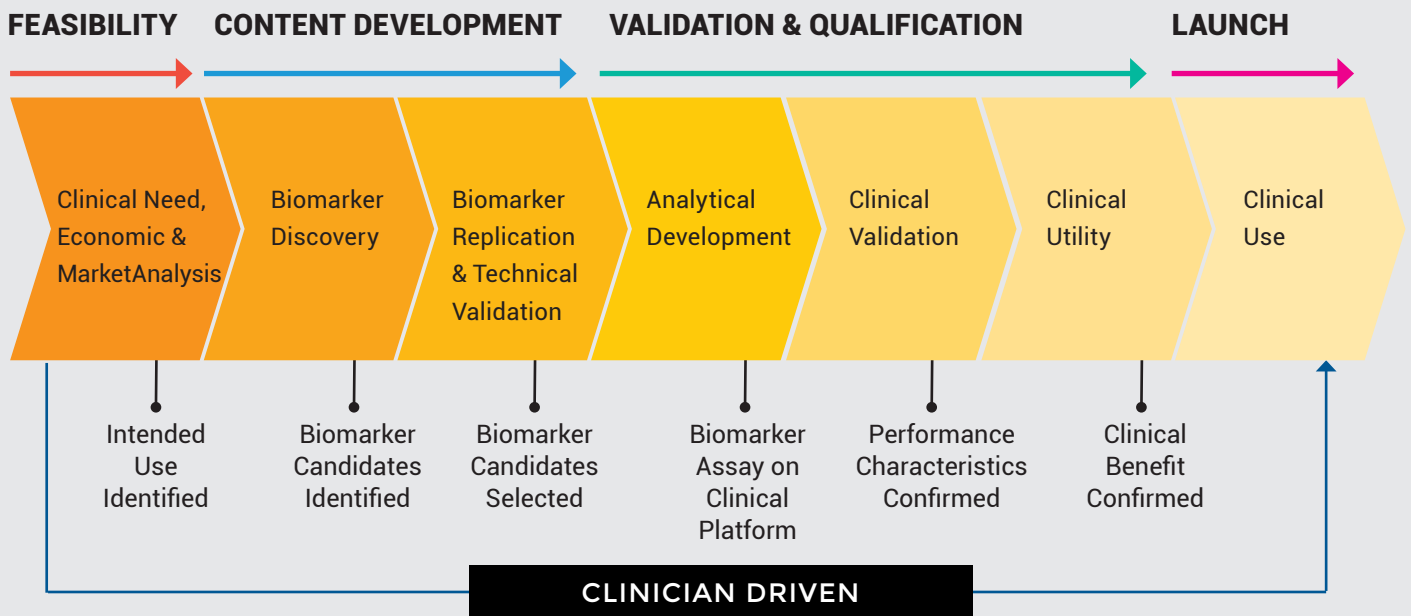 FEASIBILITY
CONTENT DEVELOPMENT
VALIDATION & QUALIFICATION
LAUNCH
Clinical Need,
Economic &
MarketAnalysis
Biomarker
Discovery
Biomarker
Replication
& Technical
Validation
Analytical
Development
Clinical
Validation
Clinical
Utility
Clinical
Use
Intended
Use
Identified
Biomarker
Candidates
Identified
Biomarker
Candidates
Selected
Biomarker
Assay on
Clinical
Platform
Performance
Characteristics
Confirmed
Clinical
Benefit
Confirmed
CLINICIAN DRIVEN